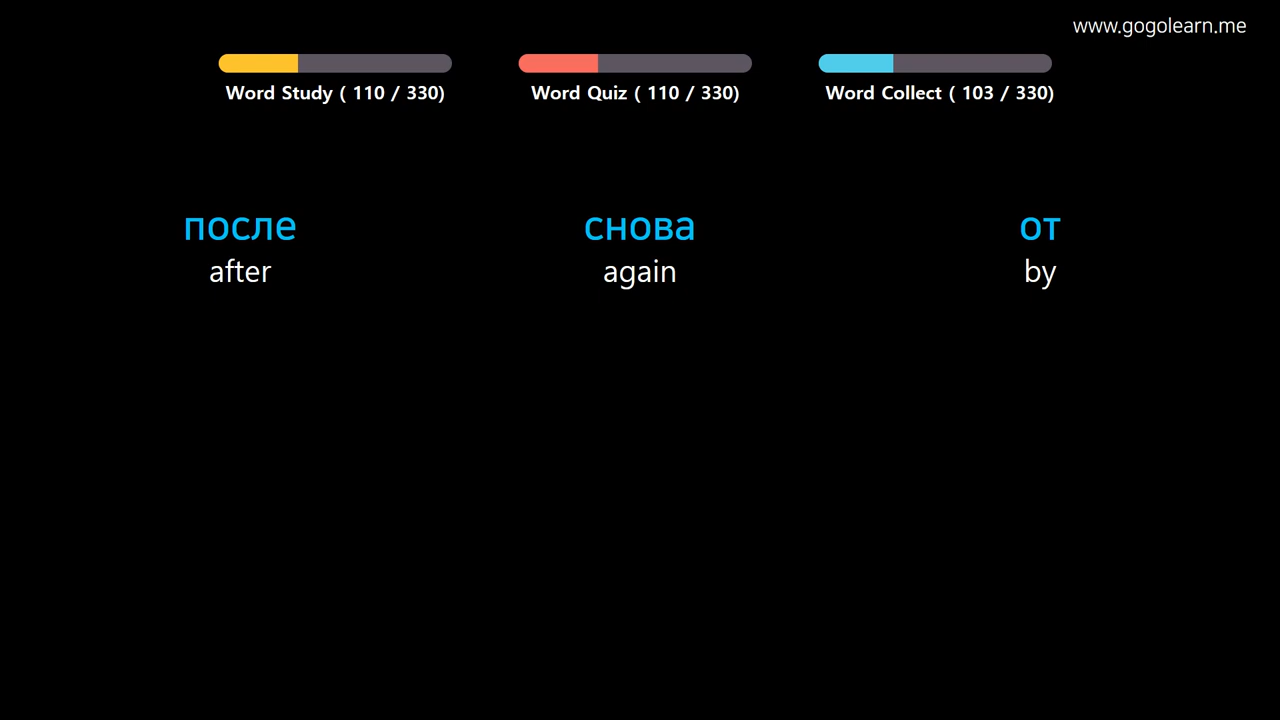 www.gogolearn.me
Word Study ( 110 / 330)
Word Quiz ( 110 / 330)
Word Collect ( 103 / 330)
после
снова
от
after
again
by